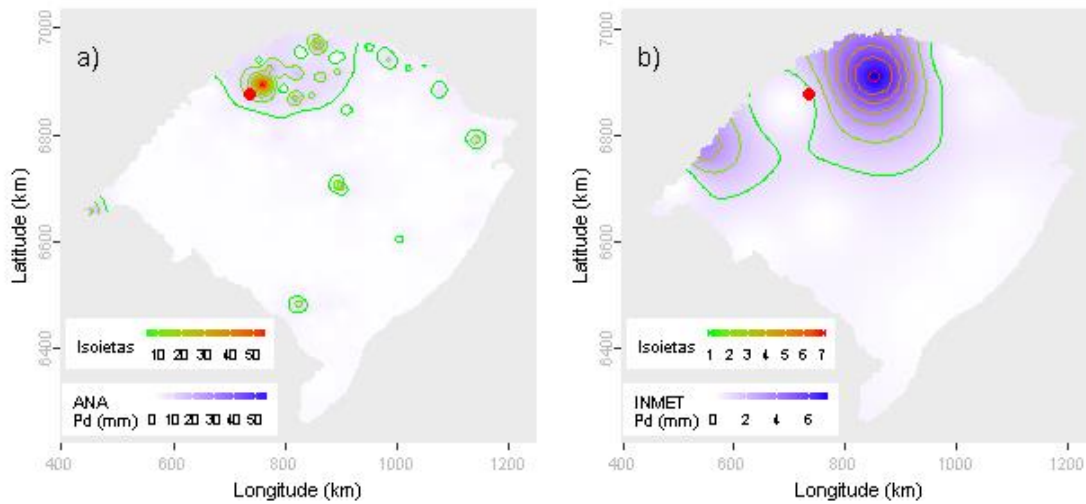 a)
7000
6800
6600
6400
Latitude (km)
Isoietas
10 20 30 40 50
ANA
Pd (mm) 0 10 20 30 40 50
400 600 800 1000 1200
Longitude (km)
b)
7000
6800
6600
6400
Latitude (km)
Isoietas
1 2 3 4 5 6 7
INMET
Pd (mm) 0 2 4 6
400 600 800 1000 1200
Longitude (km)